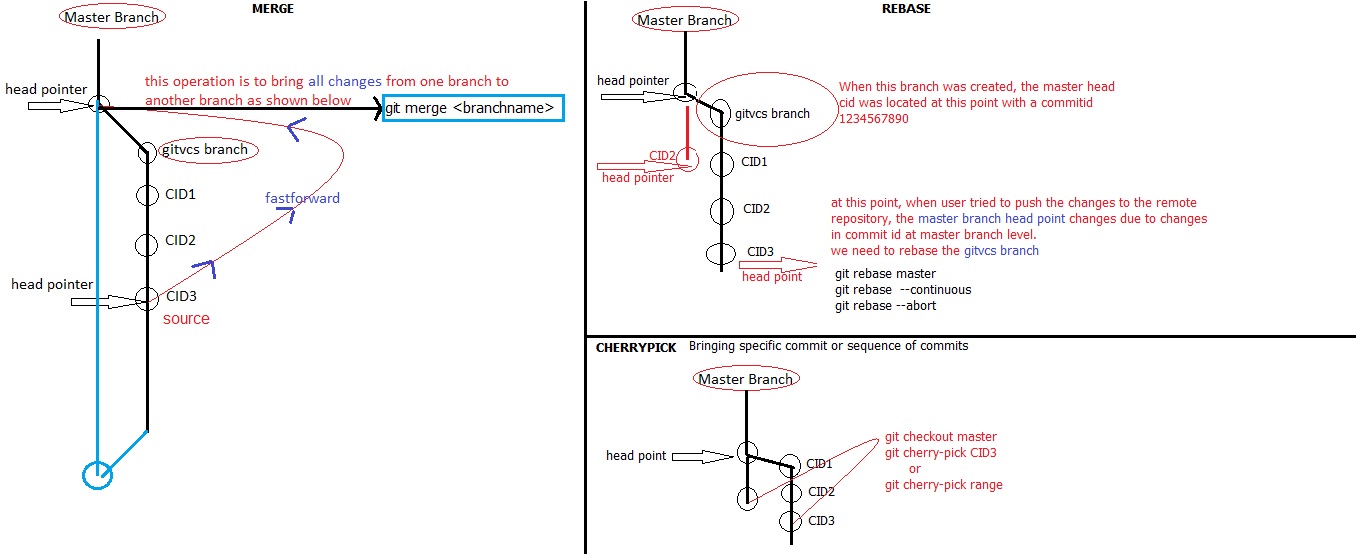 MERGE
Master Branch
this operation is to bring all changes from one branch to
another branch as shown below
head pointer
git merge <branchname>
gitvcs branch
CID1
fastforward
CID2
head pointer
CID3
source
REBASE
Master Branch
head pointer
When this branch was created, the master head
cid was located at this point with a commitid
1234567890
gitvcs branch
CID2
CID1
head pointer
CID2
at this point, when user tried to push the changes to the remote
repository, the master branch head point changes due to changes
in commit id at master branch level.
we need to rebase the gitvcs branch
CID3
head point
git rebase master
git rebase --continuous
git rebase --abort
CHERRYPICK Bringing specific commit or sequence of commits
Master Branch
head point
git checkout master
git cherry-pick CID3
or
git cherry-pick range
CID1
CID2
CID3